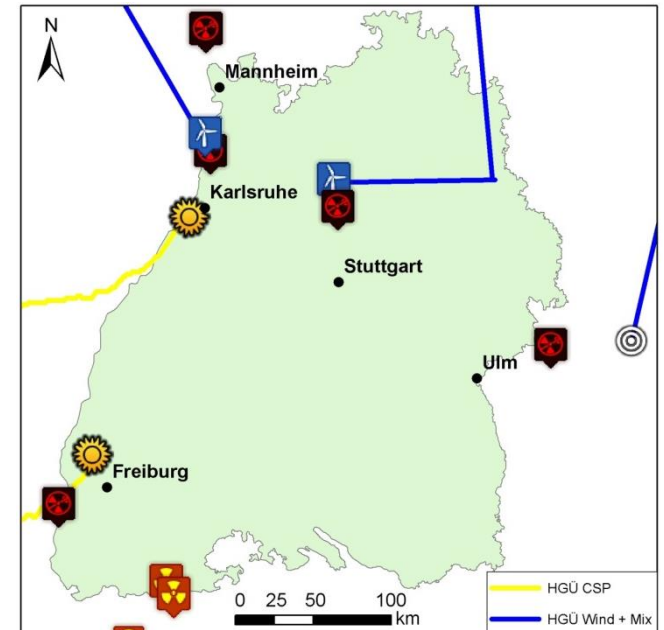 N
Mannheim
Karlsruhe
Stuttgart
Ulm
Freiburg
0 25 50 100
km
HGÜ CSP
HGÜ Wind + Mix